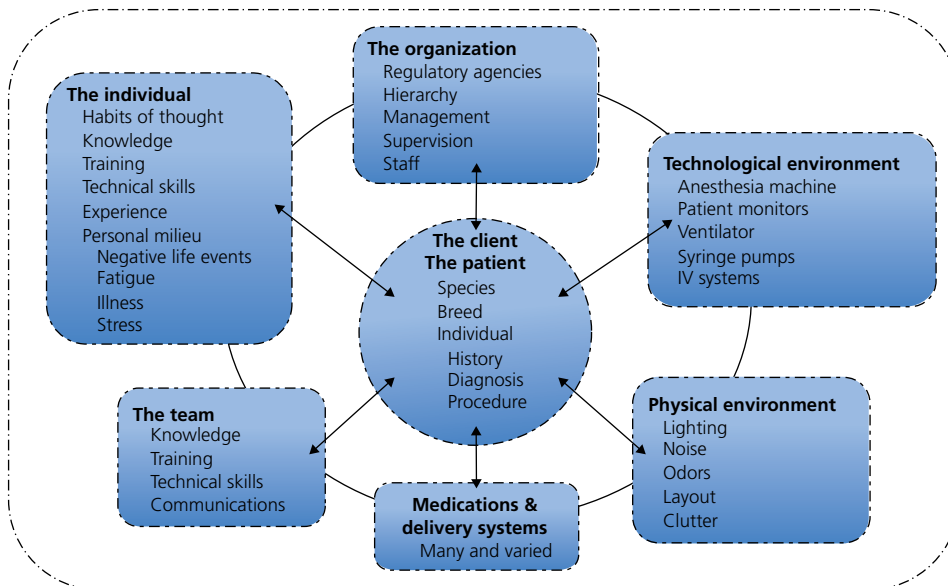 The organization
Regulatory agencies
Hierarchy
Management
Supervision
Staff
The individual
Habits of thought
Knowledge
Training
Technical skills
Experience
Personal milieu
Negative life events
Fatigue
Illness
Stress
Technological environment
Anesthesia machine
Patient monitors
Ventilator
Syringe pumps
IV systems
The client
The patient
Species
Breed
Individual
History
Diagnosis
Procedure
The team
Knowledge
Training
Technical skills
Communications
Medications &
delivery systems
Many and varied
Physical environment
Lighting
Noise
Odors
Layout
Clutter